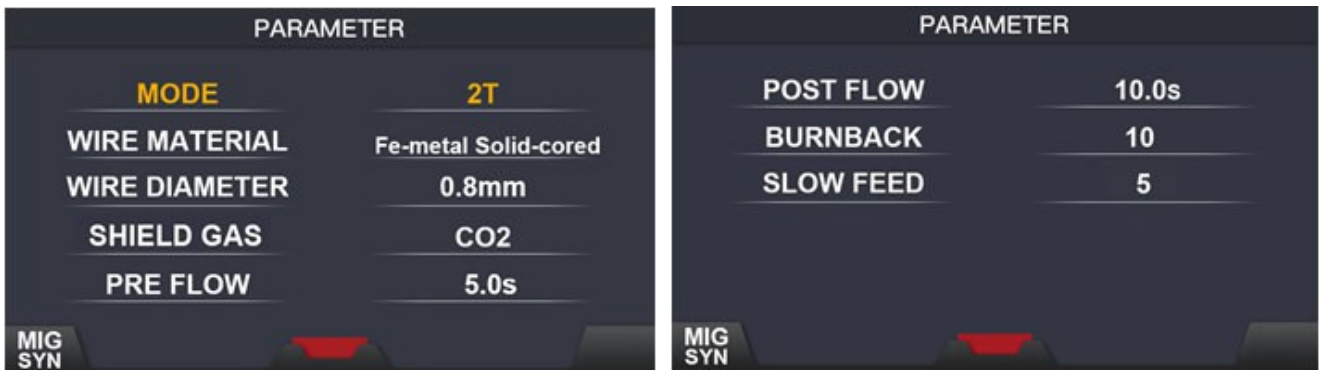 PARAMETER
MODE 2T
WIRE MATERIAL Fe-metal Solid-cored
WIRE DIAMETER 0.8mm
SHIELD GAS CO2
PRE FLOW 5.0s
MIG
SYN
PARAMETER
POST FLOW 10.0s
BURNBACK 10
SLOW FEED 5
MIG
SYN